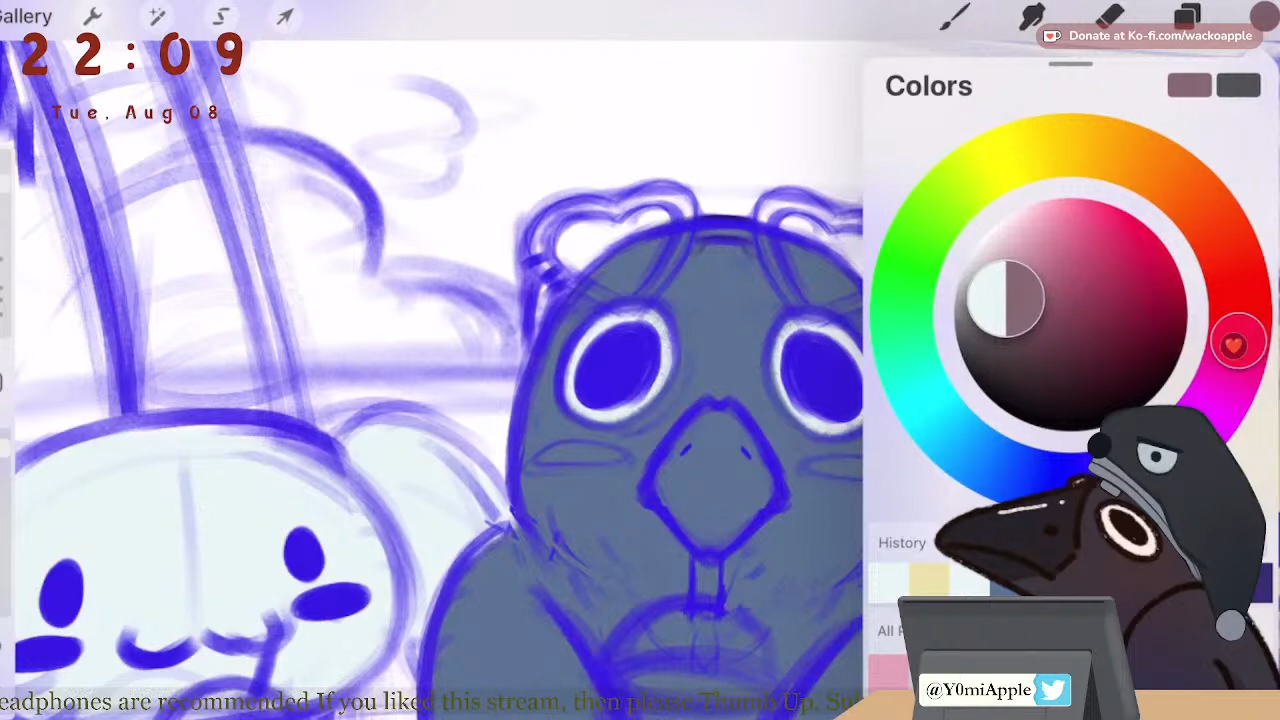 Gallery
22:09
Tue, Aug 08
Donate at Ko-fi.com/wackoapple
Colors
History
All
@Y0miApple
eadphones are recommended If you liked this stream, then please Thumb Up, Su